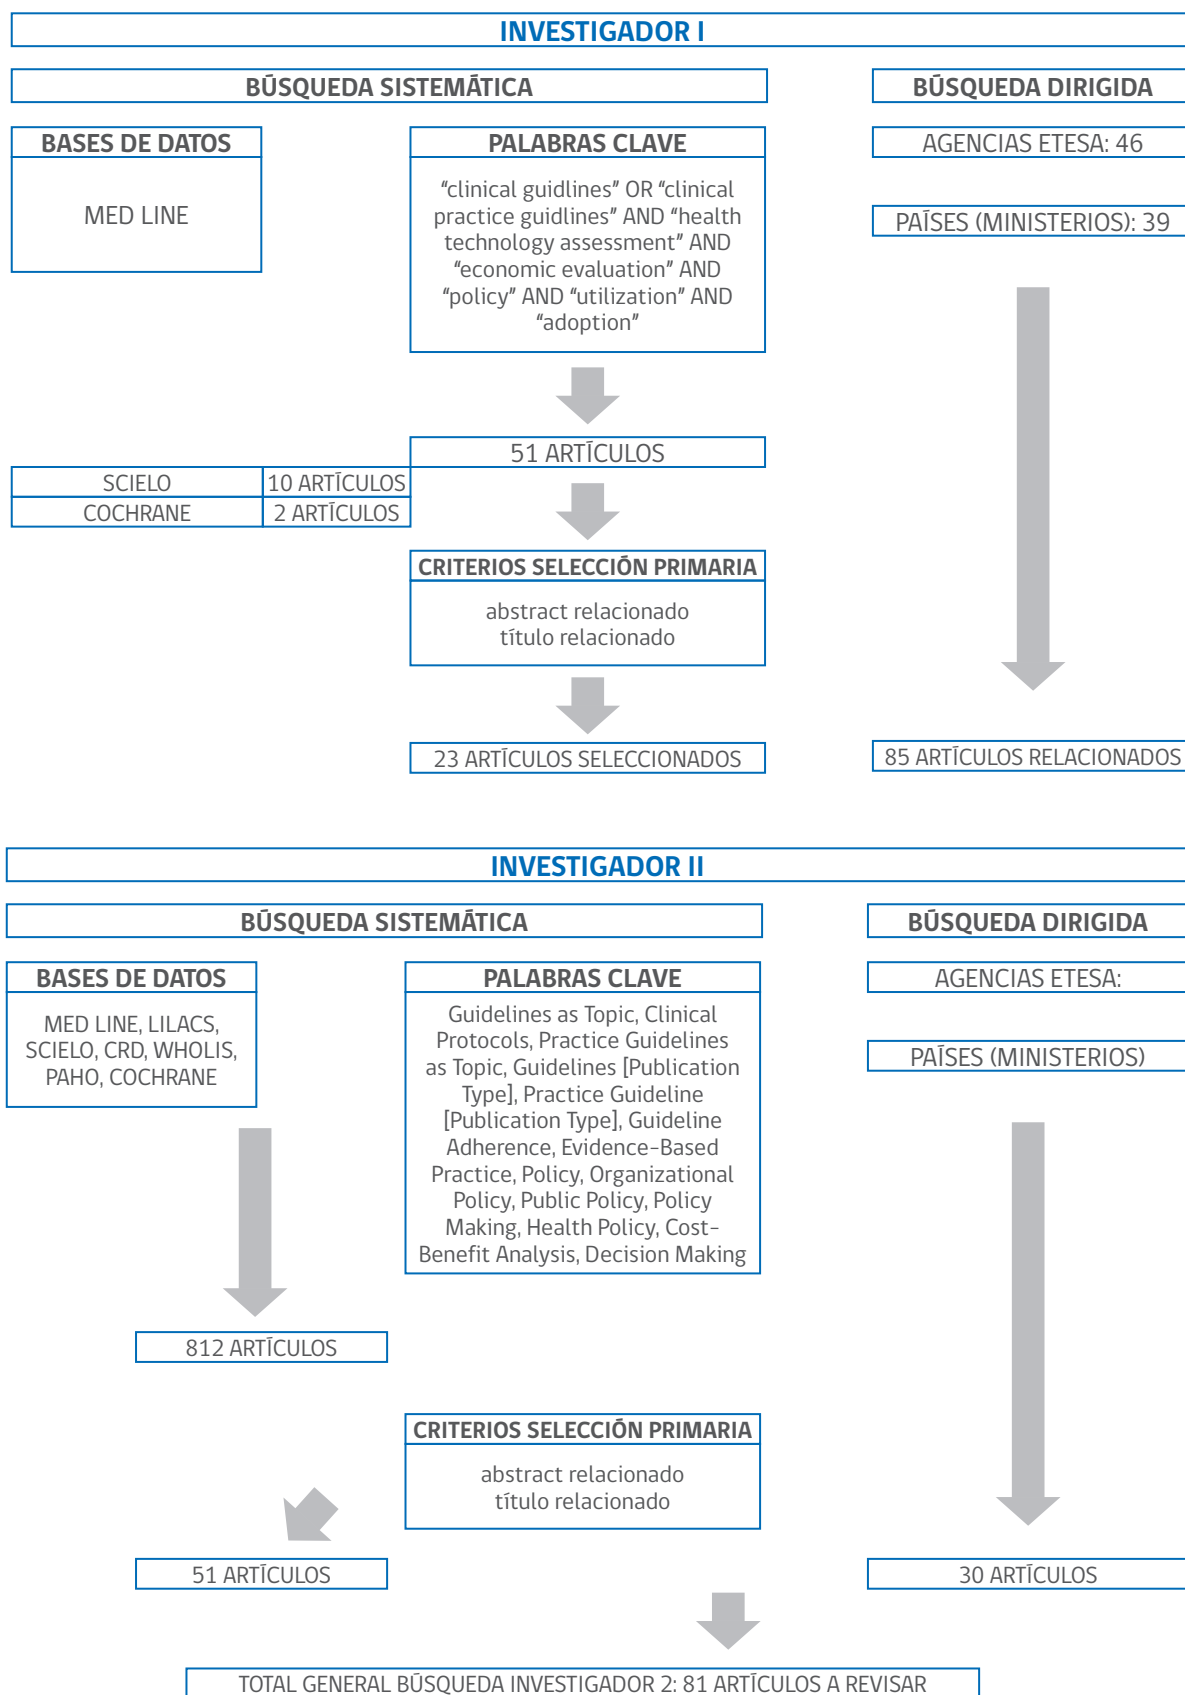 INVESTIGADOR I
BÚSQUEDA SISTEMÁTICA
BÚSQUEDA DIRIGIDA
BASES DE DATOS
MED LINE
PALABRAS CLAVE
“clinical guidlines” OR “clinical
practice guidlines” AND “health
technology assessment” AND
“economic evaluation” AND
“policy” AND “utilization” AND
“adoption”
AGENCIAS ETESA: 46
PAÍSES (MINISTERIOS): 39
51 ARTÍCULOS
SCIELO 10 ARTÍCULOS
COCHRANE 2 ARTÍCULOS
CRITERIOS SELECCIÓN PRIMARIA
abstract relacionado
título relacionado
23 ARTÍCULOS SELECCIONADOS
85 ARTÍCULOS RELACIONADOS
INVESTIGADOR II
BÚSQUEDA SISTEMÁTICA
BÚSQUEDA DIRIGIDA
BASES DE DATOS
MED LINE, LILACS,
SCIELO, CRD, WHOLIS,
PAHO, COCHRANE
PALABRAS CLAVE
Guidelines as Topic, Clinical
Protocols, Practice Guidelines
as Topic, Guidelines [Publication
Type], Practice Guideline
[Publication Type], Guideline
Adherence, Evidence-Based
Practice, Policy, Organizational
Policy, Public Policy, Policy
Making, Health Policy, Cost-
Benefit Analysis, Decision Making
AGENCIAS ETESA:
PAÍSES (MINISTERIOS)
812 ARTÍCULOS
CRITERIOS SELECCIÓN PRIMARIA
abstract relacionado
título relacionado
51 ARTÍCULOS
30 ARTÍCULOS
TOTAL GENERAL BÚSQUEDA INVESTIGADOR 2: 81 ARTÍCULOS A REVISAR